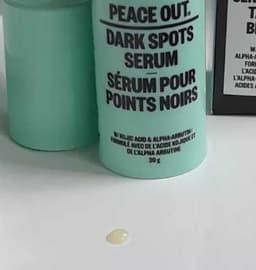 PEACE OUT.
DARK SPOTS
SERUM
SÉRUM POUR
POINTS NOIRS
W/ KOJIC ACID & ALPHA-ARBUTIN /
FORMULÉ AVEC DE L'ACIDE KOJIQUE ET
DE L'ALPHA ARBUTINE
30 g